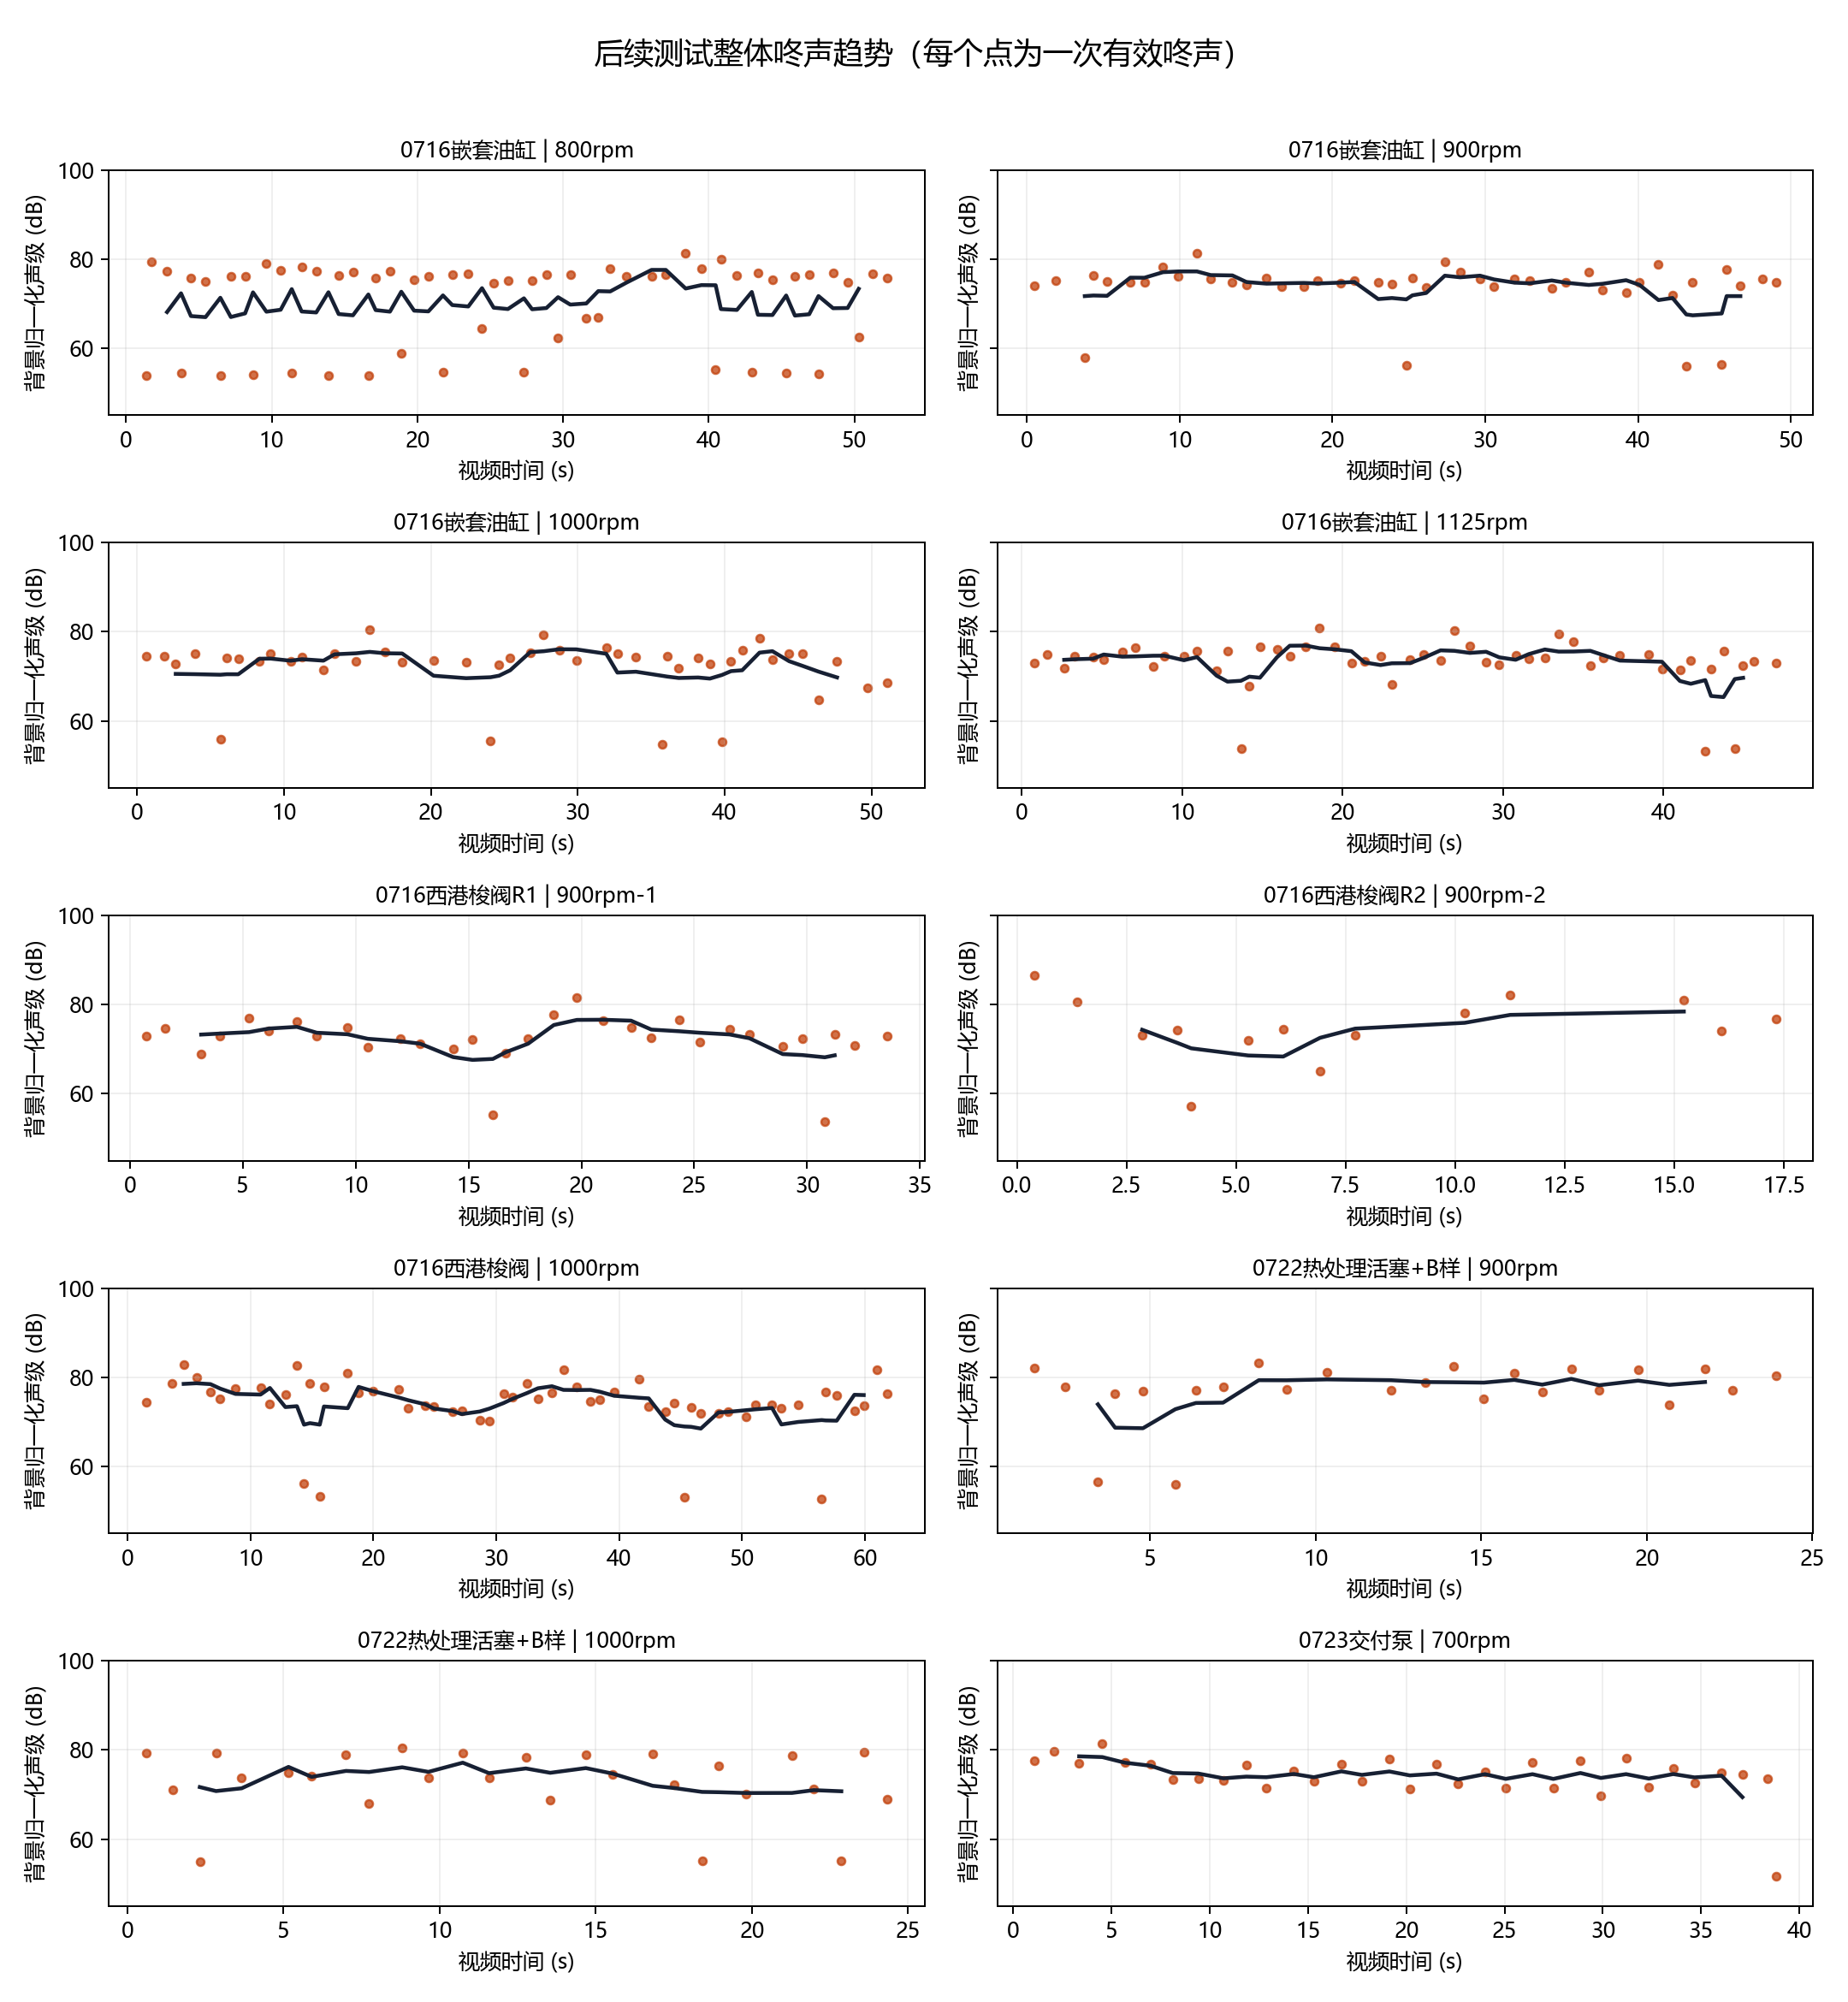 后续测试整体咚声趋势（每个点为一次有效咚声）
0716嵌套油缸 | 800rpm
背景归一化声级 (dB)
100
80
60
0 10 20 30 40 50
视频时间 (s)
0716嵌套油缸 | 900rpm
背景归一化声级 (dB)
0 10 20 30 40 50
视频时间 (s)
0716嵌套油缸 | 1000rpm
背景归一化声级 (dB)
100
80
60
0 10 20 30 40 50
视频时间 (s)
0716嵌套油缸 | 1125rpm
背景归一化声级 (dB)
0 10 20 30 40
视频时间 (s)
0716西港梭阀R1 | 900rpm-1
背景归一化声级 (dB)
100
80
60
0 5 10 15 20 25 30 35
视频时间 (s)
0716西港梭阀R2 | 900rpm-2
背景归一化声级 (dB)
0.0 2.5 5.0 7.5 10.0 12.5 15.0 17.5
视频时间 (s)
0716西港梭阀 | 1000rpm
背景归一化声级 (dB)
100
80
60
0 10 20 30 40 50 60
视频时间 (s)
0722热处理活塞+B样 | 900rpm
背景归一化声级 (dB)
5 10 15 20 25
视频时间 (s)
0722热处理活塞+B样 | 1000rpm
背景归一化声级 (dB)
100
80
60
0 5 10 15 20 25
视频时间 (s)
0723交付泵 | 700rpm
背景归一化声级 (dB)
0 5 10 15 20 25 30 35 40
视频时间 (s)